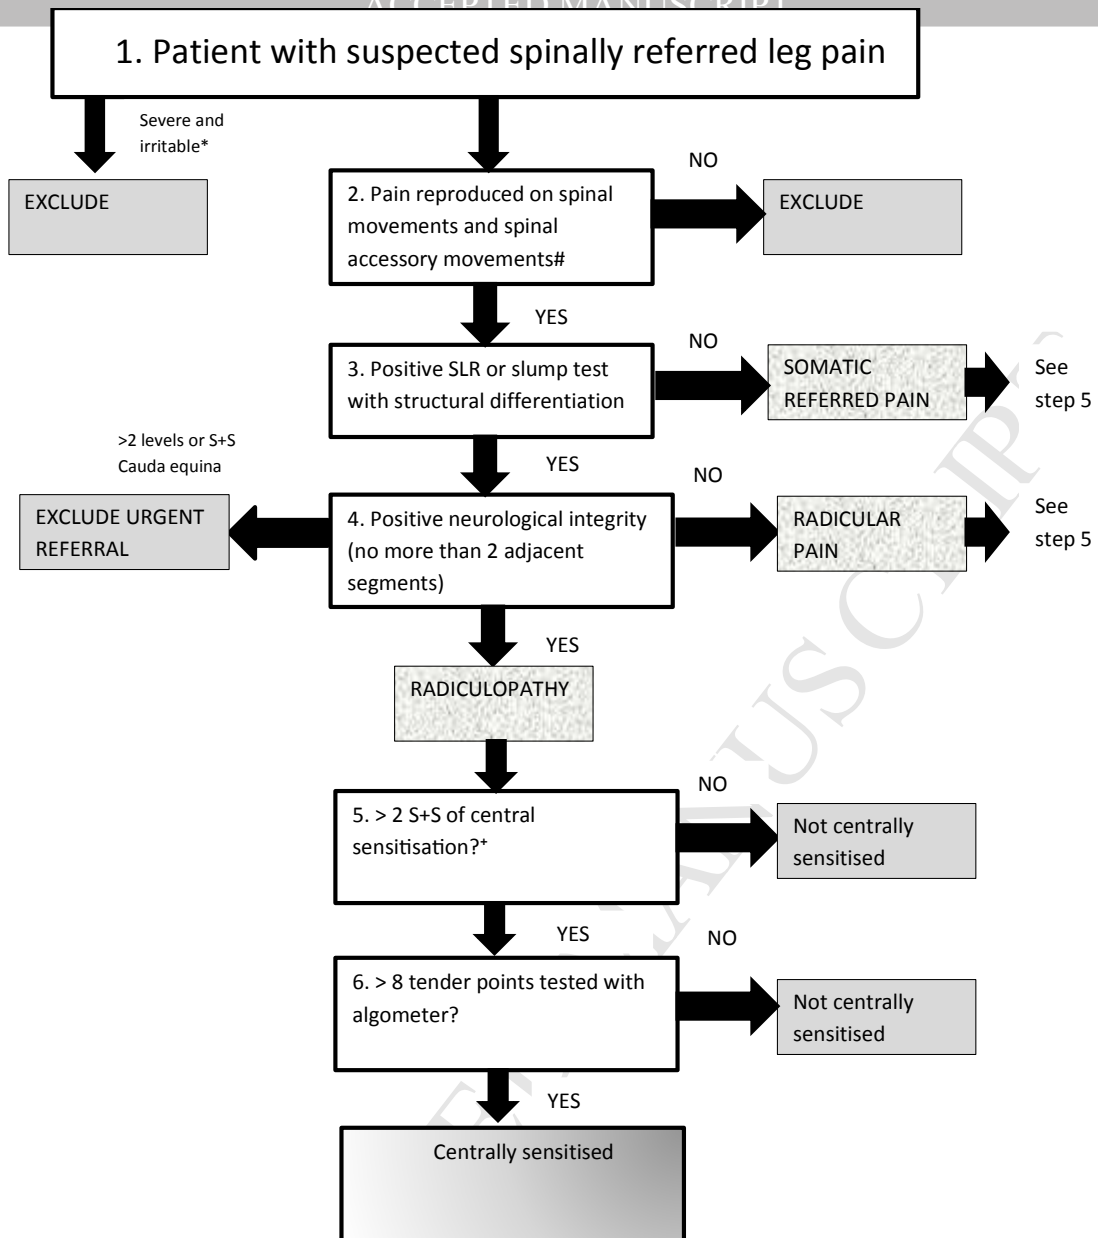 ACCEPTED MANUSCRIPT
1. Patient with suspected spinally referred leg pain
Severe and
irritable*
EXCLUDE
2. Pain reproduced on spinal
movements and spinal
accessory movements#
NO
EXCLUDE
YES
3. Positive SLR or slump test
with structural differentiation
NO
SOMATIC
REFERRED PAIN
See
step 5
>2 levels or S+S
Cauda equina
YES
EXCLUDE URGENT
REFERRAL
4. Positive neurological integrity
(no more than 2 adjacent
segments)
NO
RADICULAR
PAIN
See
step 5
YES
RADICULOPATHY
5. > 2 S+S of central
sensitisation?⁺
NO
Not centrally
sensitised
YES
6. > 8 tender points tested with
algometer?
NO
Not centrally
sensitised
YES
Centrally sensitised